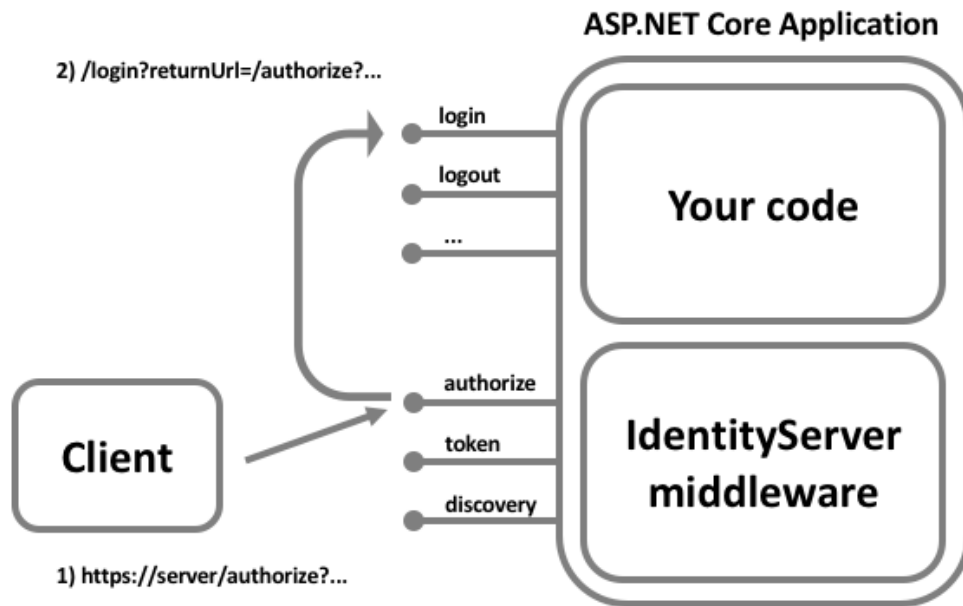 ASP.NET Core Application
2) /login?returnUrl=/authorize?...
login
logout
...
Your code
authorize
token
discovery
IdentityServer
middleware
Client
1) https://server/authorize?...